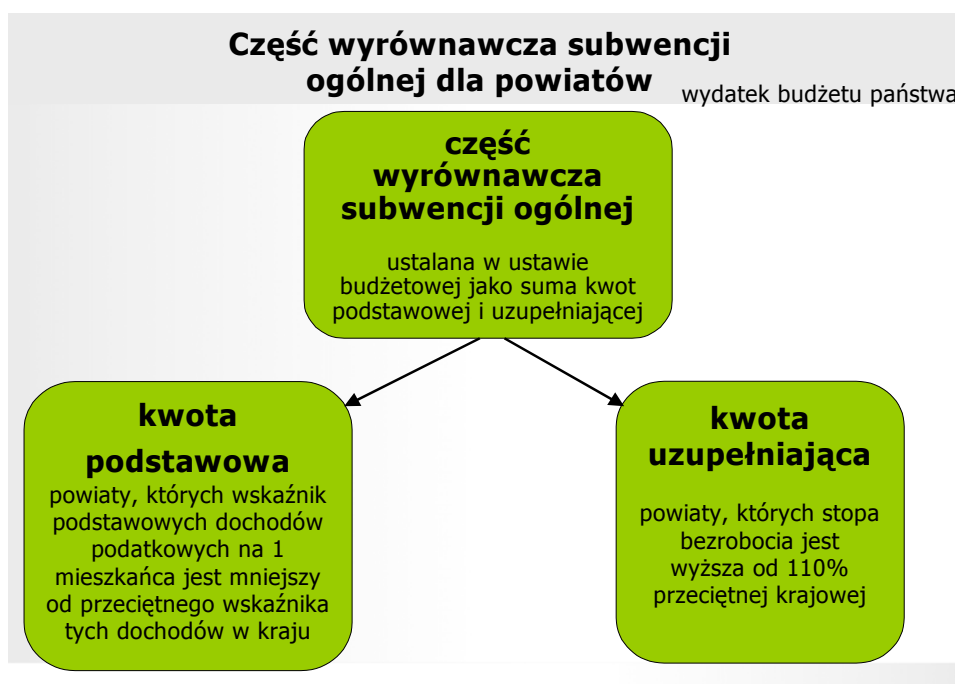 Część wyrównawcza subwencji
ogólnej dla powiatów
wydatek budżetu państwa
część
wyrównawcza
subwencji ogólnej
ustalana w ustawie
budżetowej jako suma kwot
podstawowej i uzupełniającej
kwota
podstawowa
powiaty, których wskaźnik
podstawowych dochodów
podatkowych na 1
mieszkańca jest mniejszy
od przeciętnego wskaźnika
tych dochodów w kraju
kwota
uzupełniająca
powiaty, których stopa
bezrobocia jest
wyższa od 110%
przeciętnej krajowej